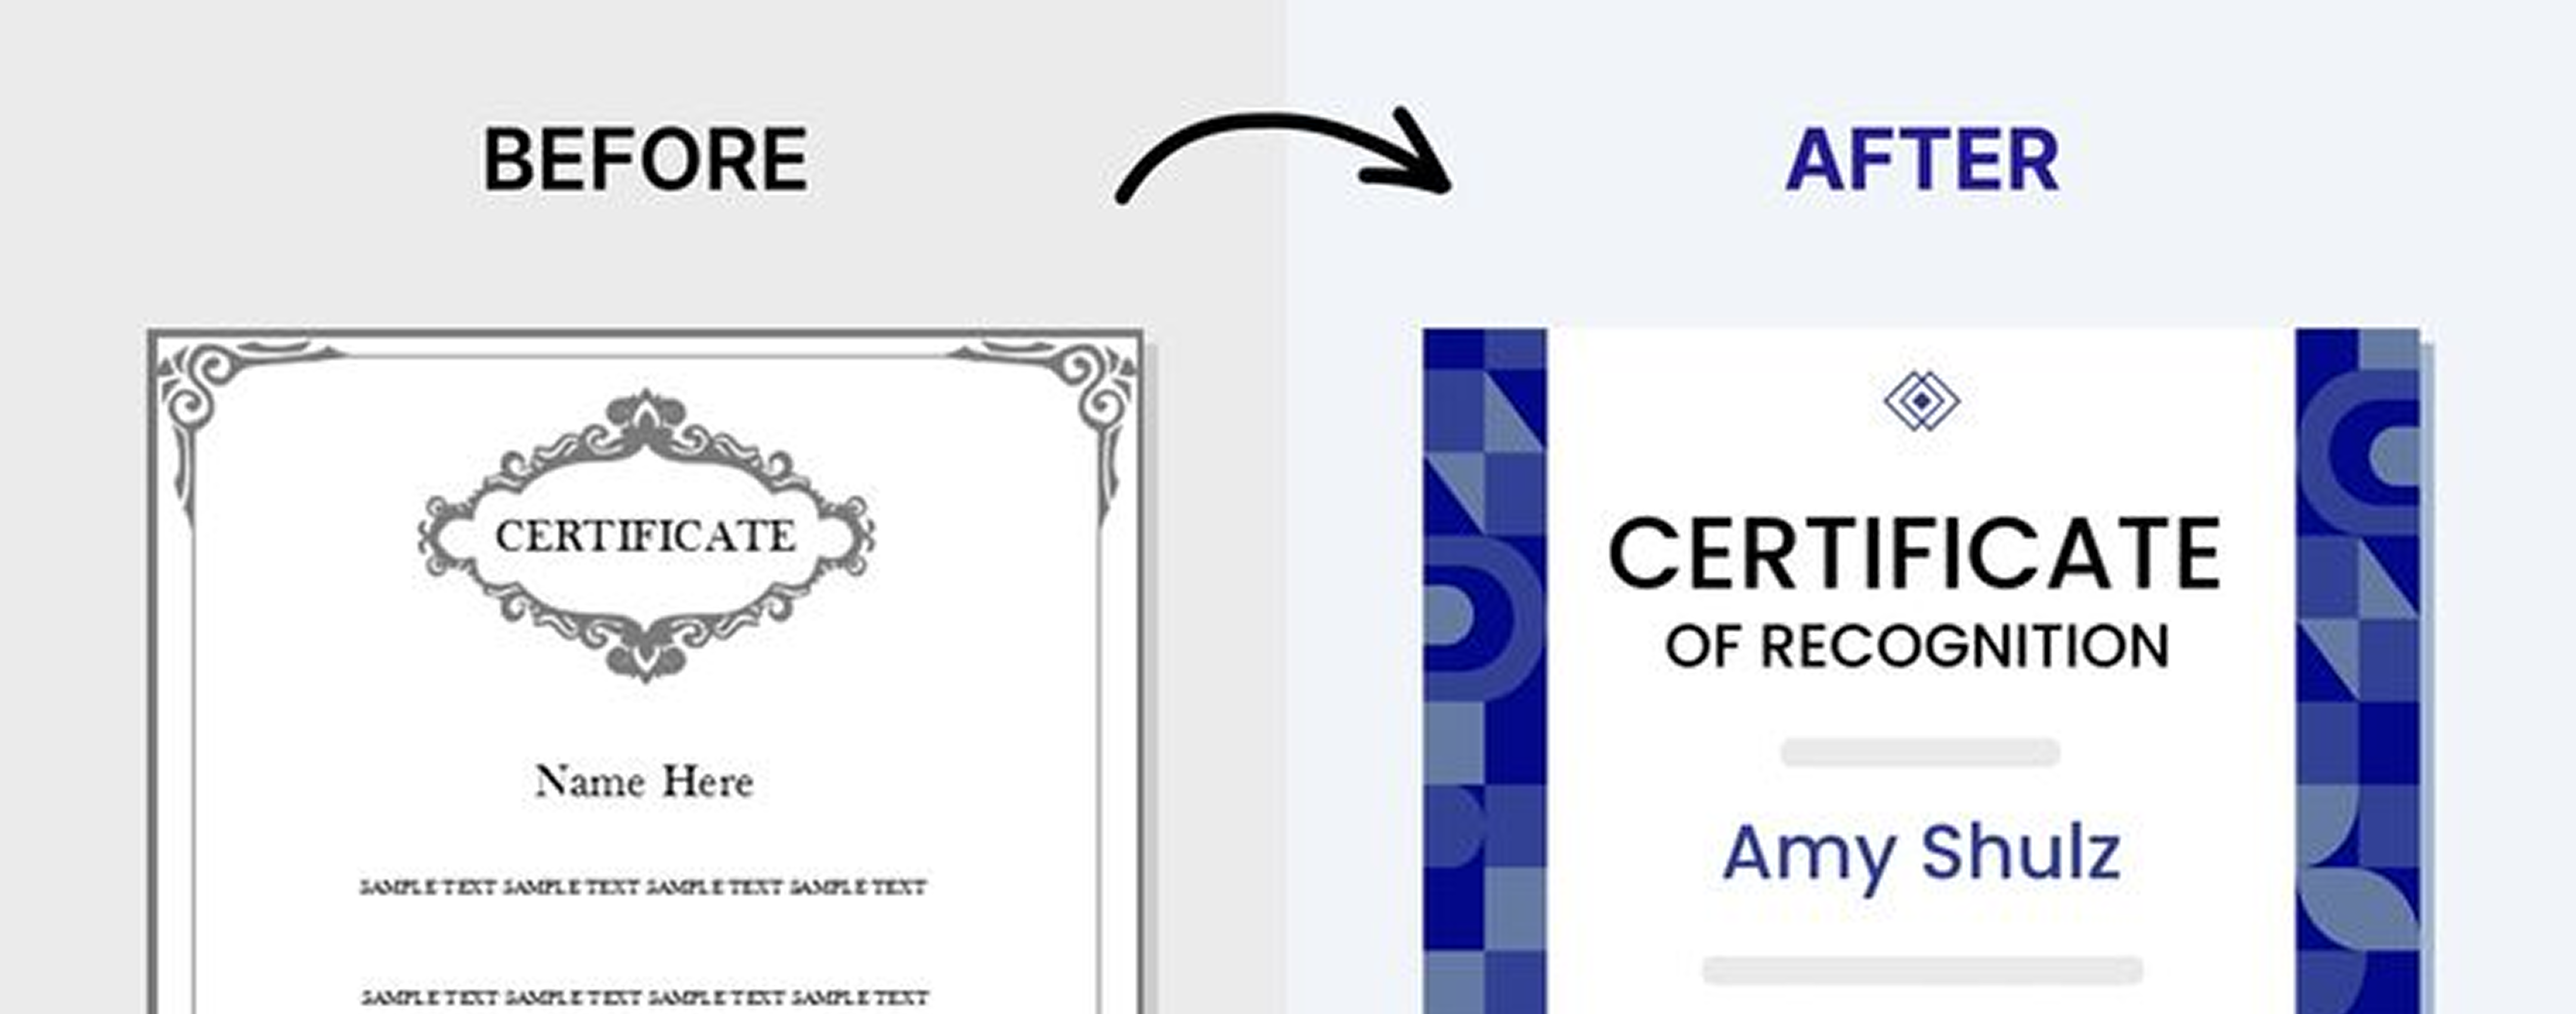 BEFORE
AFTER
CERTIFICATE
Name Here
SAMPLE TEXT SAMPLE TEXT SAMPLE TEXT SAMPLE TEXT
SAMPLE TEXT SAMPLE TEXT SAMPLE TEXT SAMPLE TEXT
CERTIFICATE
OF RECOGNITION
Amy Shulz